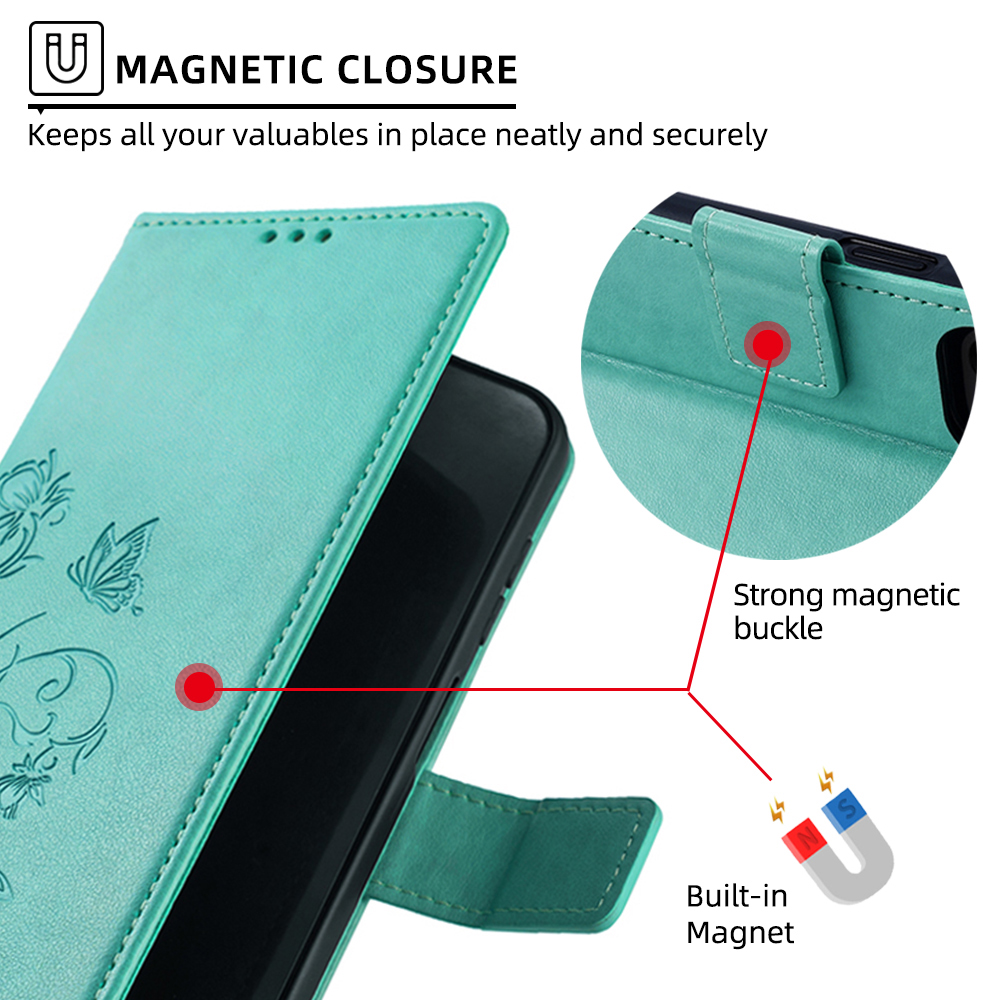 MAGNETIC CLOSURE
Keeps all your valuables in place neatly and securely
Strong magnetic
buckle
N
S
Built-in
Magnet